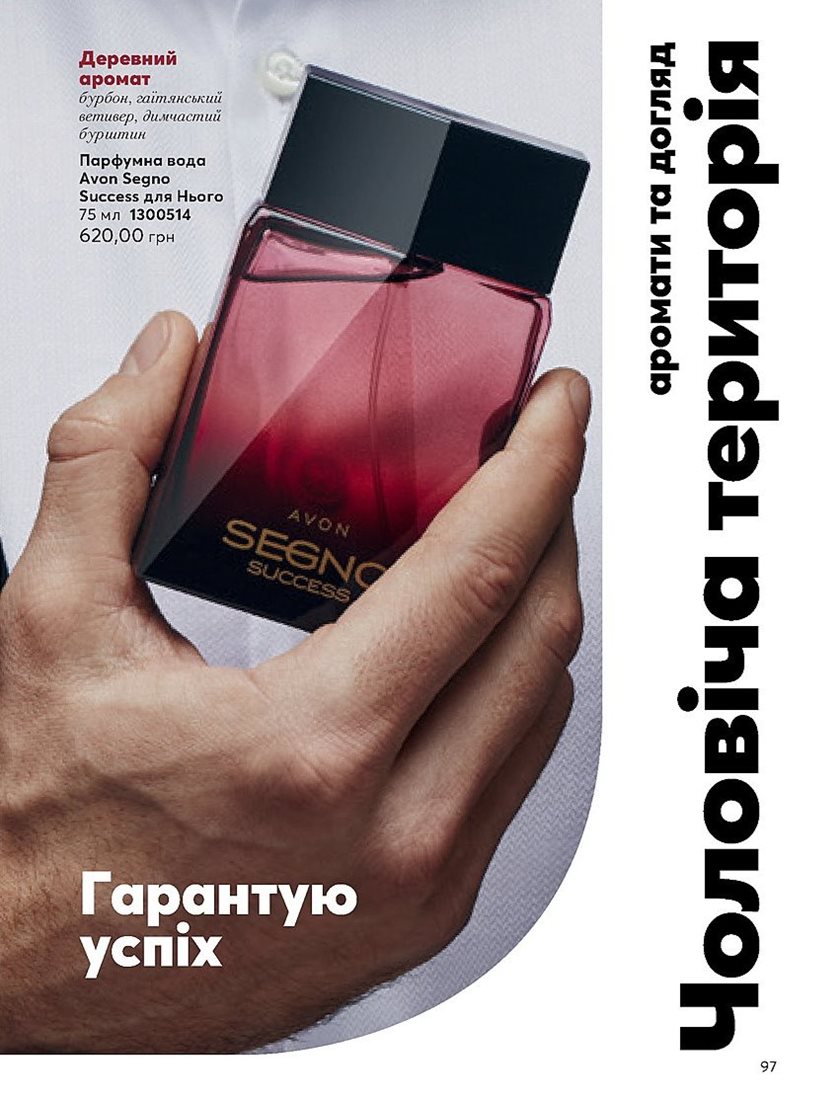 Деревний
аромат
бурбон, гаїтянський
ветивер, димчастий
бурштин
Парфумна вода
Avon Segno
Success для Нього
75 мл 1300514
620,00 грн
AVON
SEGNO
SUCCESS
Гарантую
успіх
Чоловіча територія
аромати та догляд
97